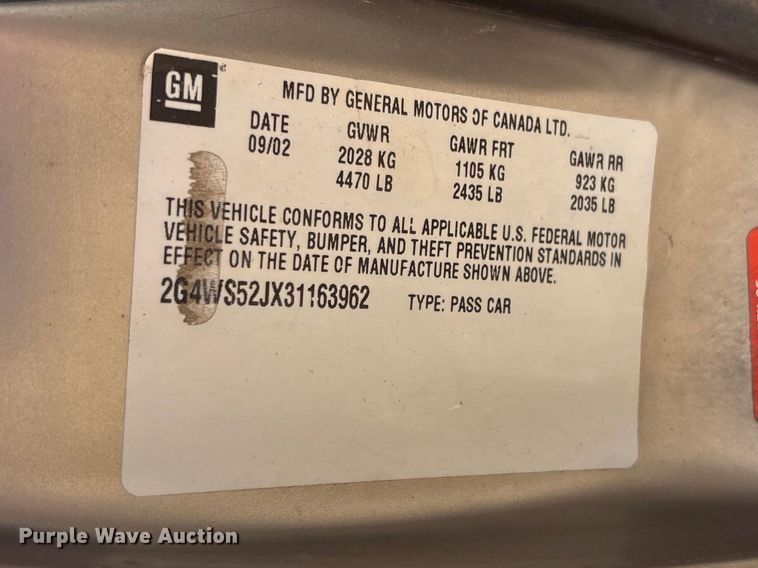 GM
MFD BY GENERAL MOTORS OF CANADA LTD.
DATE GVWR GAWR FRT GAWR RR
09/02 2028 KG 1105 KG 923 KG
4470 LB 2435 LB 2035 LB
THIS VEHICLE CONFORMS TO ALL APPLICABLE U.S. FEDERAL MOTOR
VEHICLE SAFETY, BUMPER, AND THEFT PREVENTION STANDARDS IN
EFFECT ON THE DATE OF MANUFACTURE SHOWN ABOVE.
2G4WS52JX31163962 TYPE: PASS CAR
Purple Wave Auction